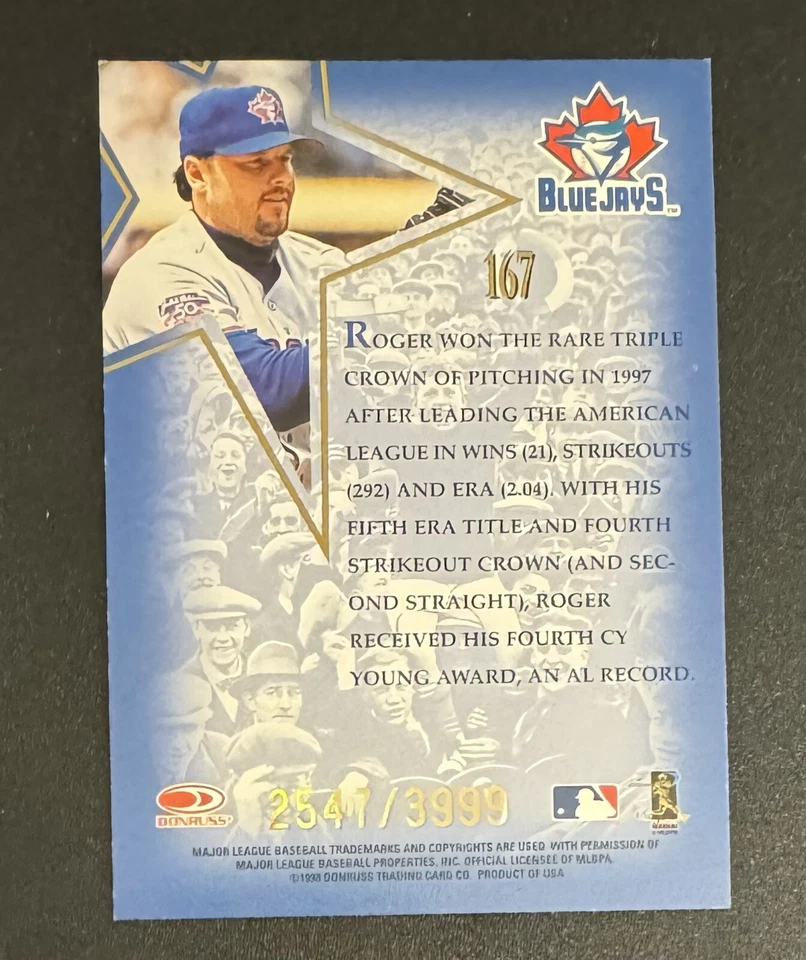 BLUE JAYS™
50
167
ROGER WON THE RARE TRIPLE
CROWN OF PITCHING IN 1997
AFTER LEADING THE AMERICAN
LEAGUE IN WINS (21), STRIKEOUTS
(292) AND ERA (2.04). WITH HIS
FIFTH ERA TITLE AND FOURTH
STRIKEOUT CROWN (AND SEC-
OND STRAIGHT), ROGER
RECEIVED HIS FOURTH CY
YOUNG AWARD, AN AL RECORD.
DONRUSS
2547/3999
MAJOR LEAGUE BASEBALL TRADEMARKS AND COPYRIGHTS ARE USED WITH PERMISSION OF
MAJOR LEAGUE BASEBALL PROPERTIES, INC. OFFICIAL LICENSEE OF MLBPA.
©1998 DONRUSS TRADING CARD CO. PRODUCT OF USA